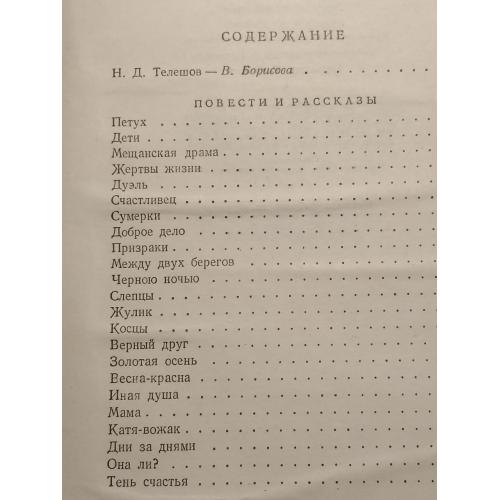 СОДЕРЖАНИЕ
Н. Д. Телешов — В. Борисова . . . . . . . . .
ПОВЕСТИ И РАССКАЗЫ
Петух . . . . . . . . . . . . . . . . . .
Дети . . . . . . . . . . . . . . . . . .
Мещанская драма . . . . . . . . . . . . .
Жертвы жизни . . . . . . . . . . . . . .
Дуэль . . . . . . . . . . . . . . . . . .
Счастливец . . . . . . . . . . . . . . .
Сумерки . . . . . . . . . . . . . . . . .
Доброе дело . . . . . . . . . . . . . . .
Призраки . . . . . . . . . . . . . . . .
Между двух берегов . . . . . . . . . . .
Черною ночью . . . . . . . . . . . . . .
Слепцы . . . . . . . . . . . . . . . . .
Жулик . . . . . . . . . . . . . . . . . .
Косцы . . . . . . . . . . . . . . . . . .
Верный друг . . . . . . . . . . . . . . .
Золотая осень . . . . . . . . . . . . . .
Весна-красна . . . . . . . . . . . . . .
Иная душа . . . . . . . . . . . . . . . .
Мама . . . . . . . . . . . . . . . . . .
Катя-вожак . . . . . . . . . . . . . . .
Дни за днями . . . . . . . . . . . . . .
Она ли? . . . . . . . . . . . . . . . . .
Тень счастья . . . . . . . . . . . . . .